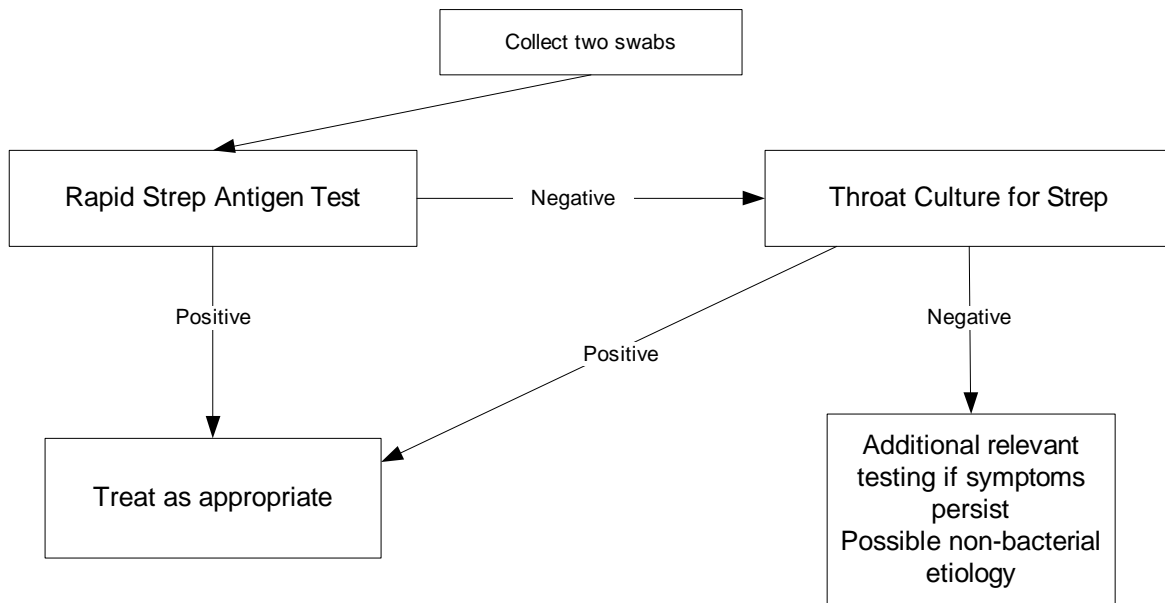 Collect two swabs
Rapid Strep Antigen Test
Negative
Throat Culture for Strep
Positive
Negative
Positive
Treat as appropriate
Additional relevant
testing if symptoms
persist
Possible non-bacterial
etiology